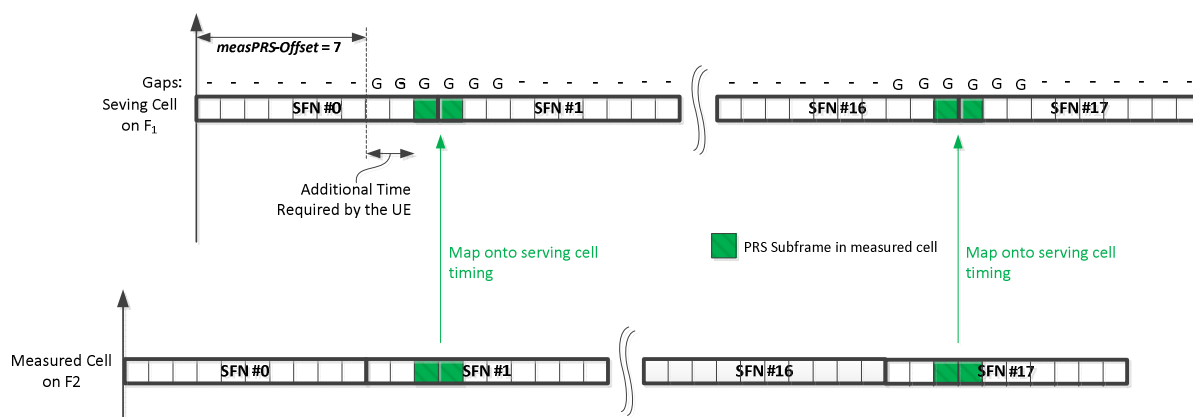 measPRS-Offset = 7
Gaps: - - - - - - - G G G G G G - - - - - - - - - - - - - - G G G G G G - - - - - - -
Seving Cell
on F1
SFN #0 SFN #1 SFN #16 SFN #17
Additional Time
Required by the UE
Map onto serving cell
timing
PRS Subframe in measured cell
Map onto serving cell
timing
Measured Cell
on F2
SFN #0 SFN #1 SFN #16 SFN #17